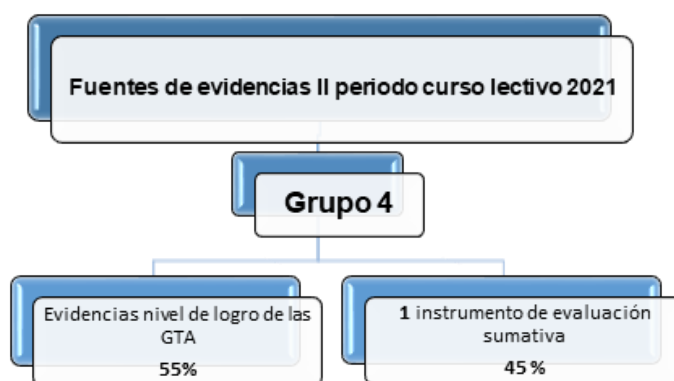 Fuentes de evidencias II periodo curso lectivo 2021
Grupo 4
Evidencias nivel de logro de las
GTA
55%
1 instrumento de evaluación
sumativa
45 %